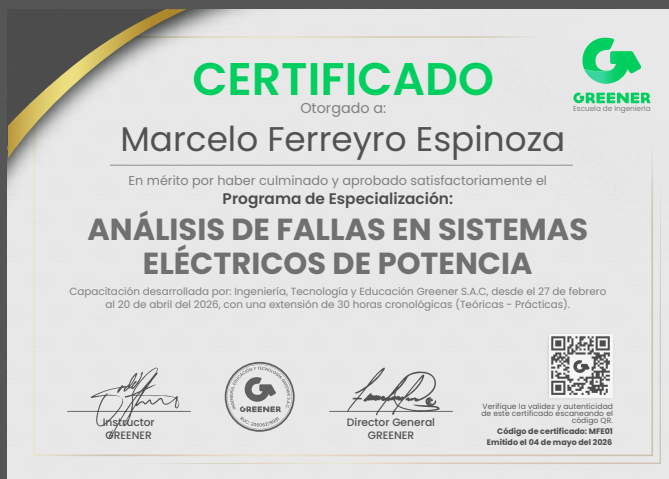 CERTIFICADO
GREENER
Escuela de Ingeniería
Otorgado a:
Marcelo Ferreyro Espinoza
En mérito por haber culminado y aprobado satisfactoriamente el
Programa de Especialización:
ANÁLISIS DE FALLAS EN SISTEMAS
ELÉCTRICOS DE POTENCIA
Capacitación desarrollada por: Ingeniería, Tecnología y Educación Greener S.A.C, desde el 27 de febrero
al 20 de abril del 2026, con una extensión de 30 horas cronológicas (Teóricas - Prácticas).
Instructor
GREENER
GREENER
Director General
GREENER
Verifique la validez y autenticidad
de este certificado escaneando el
código QR.
Código de certificado: MFE01
Emitido el 04 de mayo del 2026